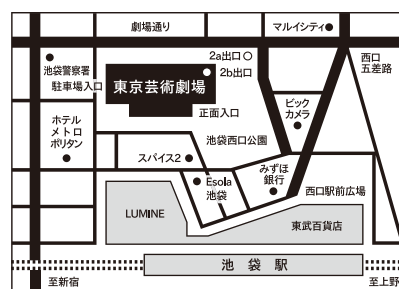 劇場通り
マルイシティ
2a出口
西口
五差路
池袋警察署
2b出口
駐車場入口
東京芸術劇場
正面入口
ビック
カメラ
ホテル
メトロ
ポリタン
池袋西口公園
スパイス2
みずほ
銀行
Esola
池袋
西口駅前広場
LUMINE
東武百貨店
池袋駅
至新宿
至上野